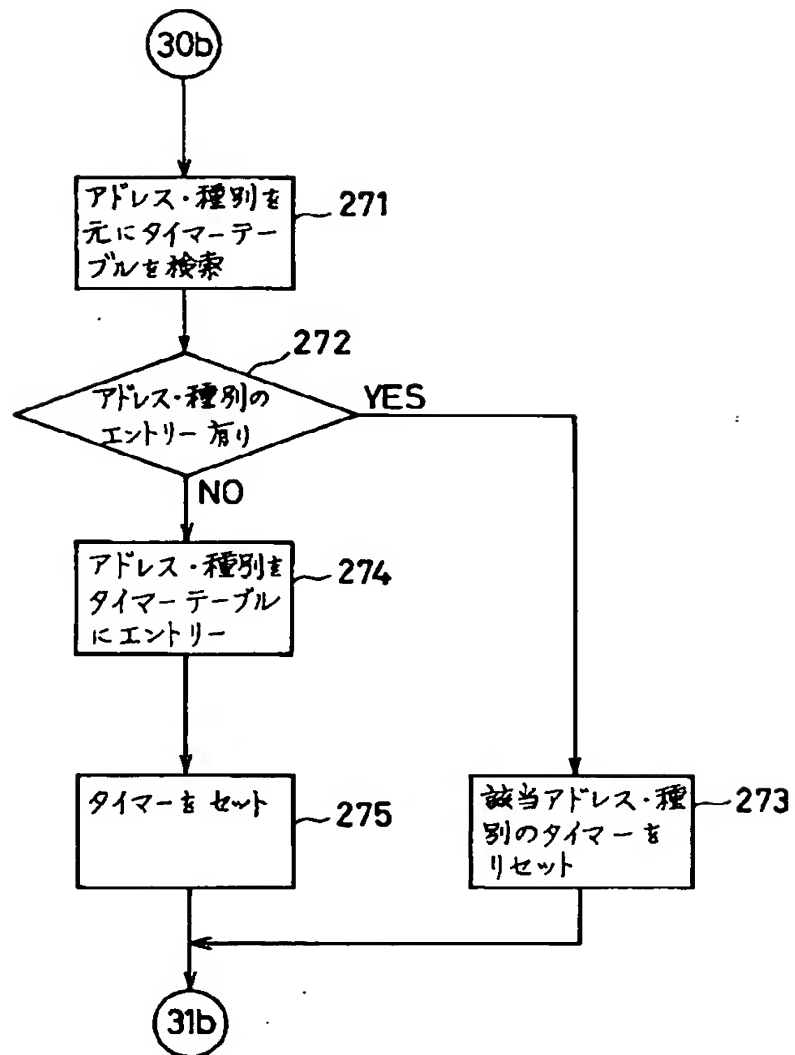 30b
アドレス・種別を
元にタイマーテー
ブルを検索
271
272
アドレス・種別の
エントリー有り
YES
NO
アドレス・種別を
タイマーテーブル
にエントリー
274
タイマーをセット
275
該当アドレス・種
別のタイマーを
リセット
273
31b